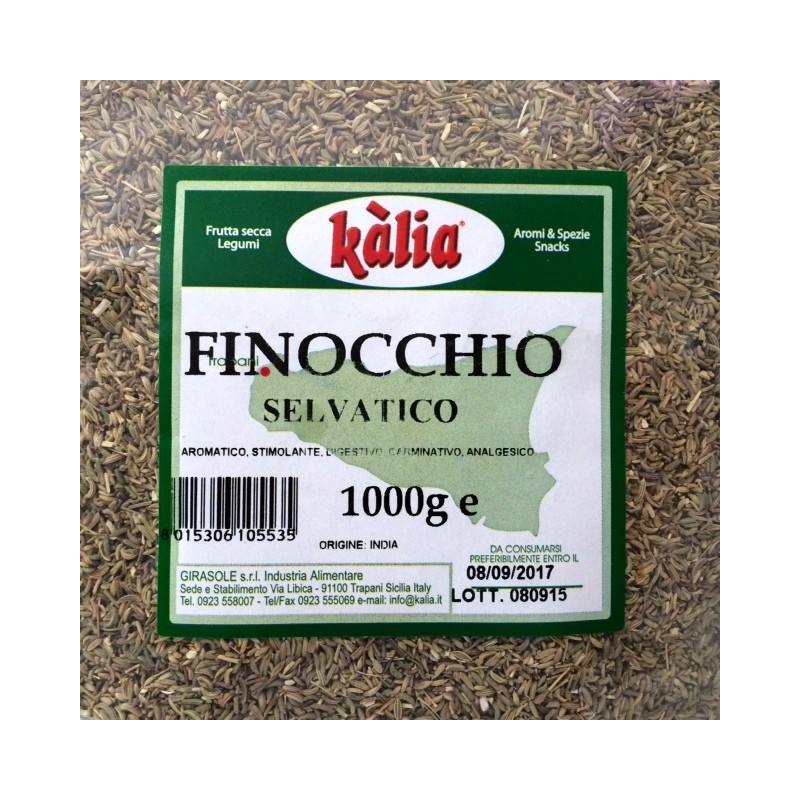 Frutta secca
Legumi
kàlia®
Aromi & Spezie
Snacks
FINOCCHIO
Trapani
SELVATICO
AROMATICO, STIMOLANTE, DIGESTIVO, CARMINATIVO, ANALGESICO
1000g e
8 015306 105535
ORIGINE: INDIA
DA CONSUMARSI
PREFERIBILMENTE ENTRO IL
08/09/2017
LOTT. 080915
GIRASOLE s.r.l. Industria Alimentare
Sede e Stabilimento Via Libica - 91100 Trapani Sicilia Italy
Tel. 0923 558007 - Tel/Fax 0923 555069 e-mail: info@kalia.it